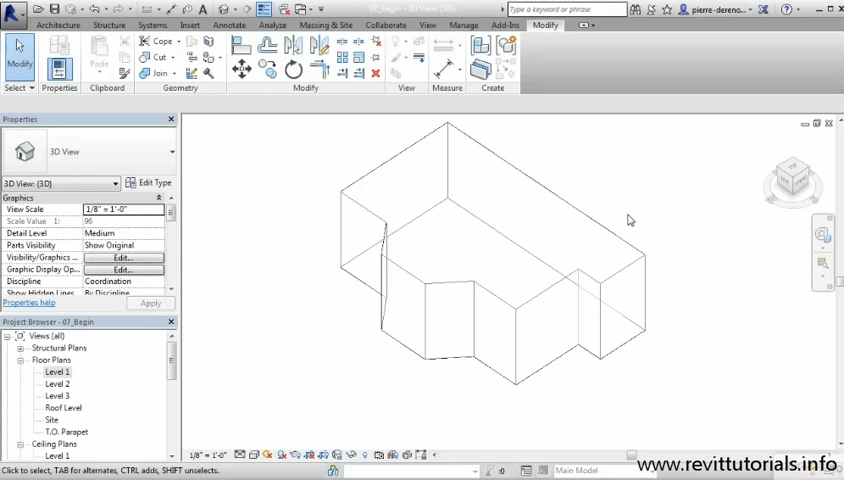 07_Begin - 3D View: {3D}
Type a keyword or phrase
pierre-dereno...
Architecture Structure Systems Insert Annotate Analyze Massing & Site Collaborate View Manage Add-Ins Modify
Modify
Paste
Cope
Cut
Join
Select Properties Clipboard Geometry Modify View Measure Create
Properties
3D View
3D View: {3D} Edit Type
Graphics
View Scale 1/8" = 1'-0"
Scale Value 1: 96
Detail Level Medium
Parts Visibility Show Original
Visibility/Graphics ... Edit...
Graphic Display Op... Edit...
Discipline Coordination
Show Hidden Lines By Discipline
Properties help Apply
Project Browser - 07_Begin
Views (all)
Structural Plans
Floor Plans
Level 1
Level 2
Level 3
Roof Level
Site
T.O. Parapet
Ceiling Plans
Level 1
1/8" = 1'-0"
Click to select, TAB for alternates, CTRL adds, SHIFT unselects.
:0
Main Model
www.revittutorials.info